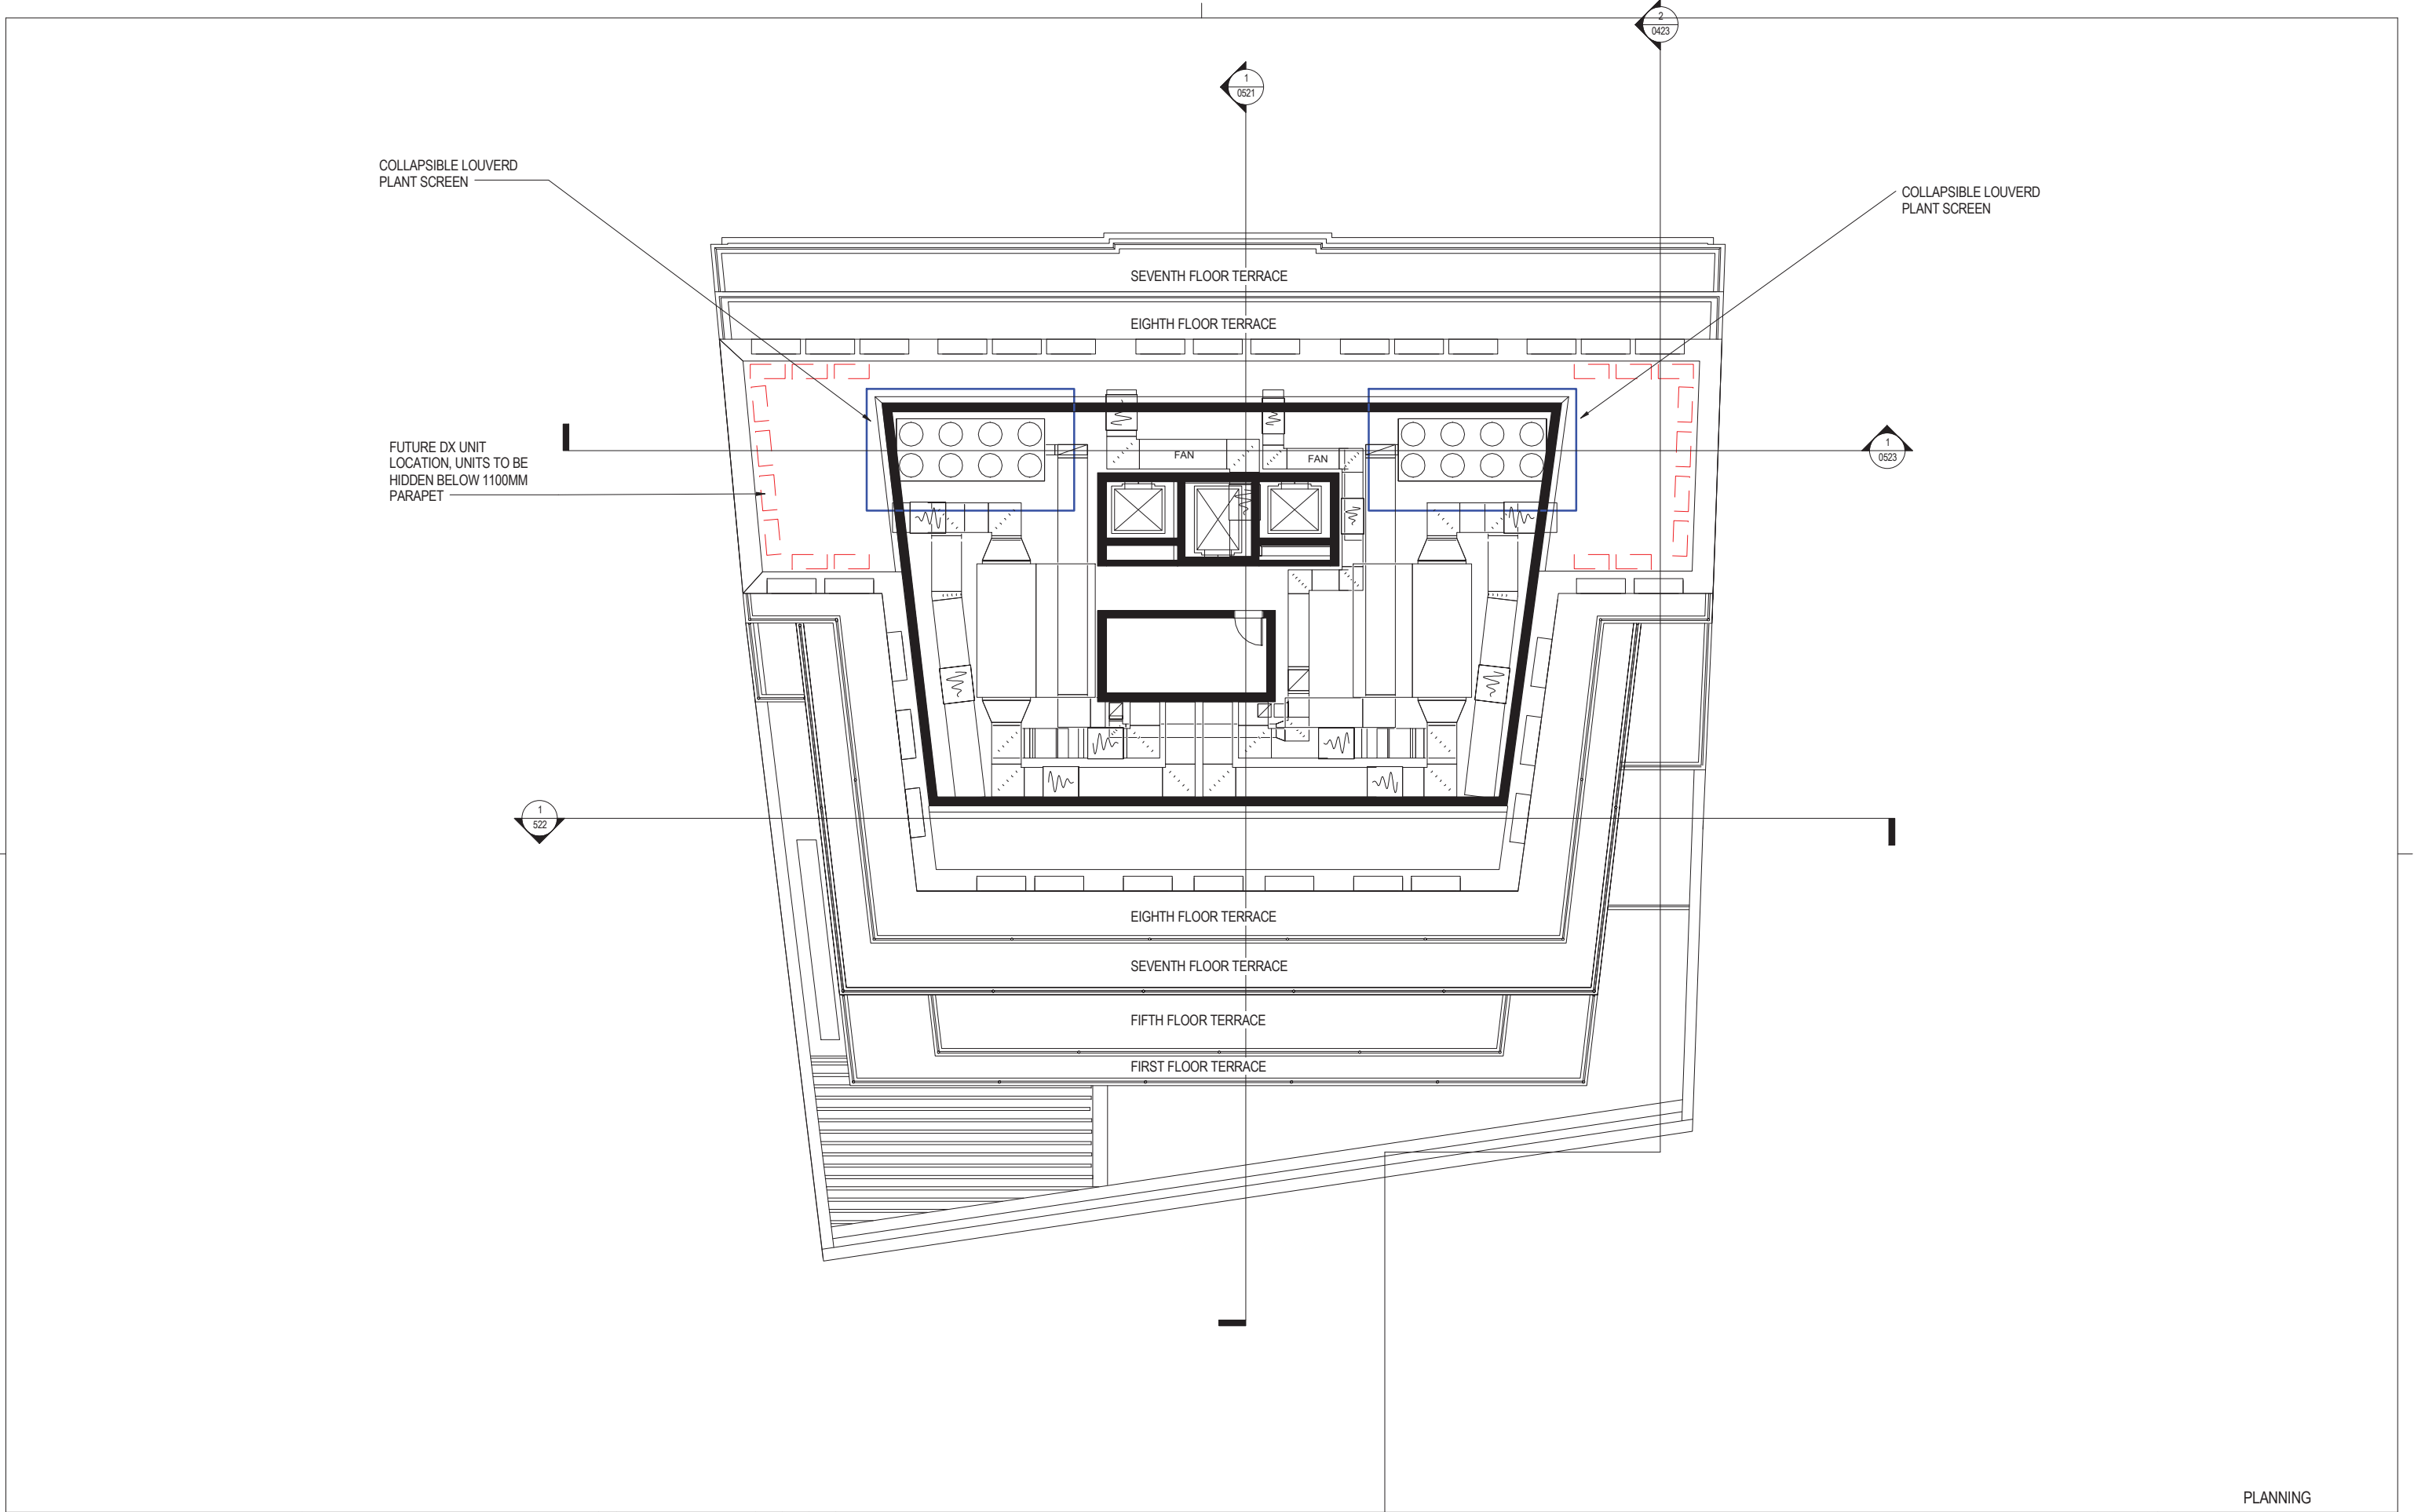 2
0423
1
0521
COLLAPSIBLE LOUVERD
PLANT SCREEN
COLLAPSIBLE LOUVERD
PLANT SCREEN
SEVENTH FLOOR TERRACE
EIGHTH FLOOR TERRACE
FUTURE DX UNIT
LOCATION, UNITS TO BE
HIDDEN BELOW 1100MM
PARAPET
FAN
FAN
1
0523
1
522
EIGHTH FLOOR TERRACE
SEVENTH FLOOR TERRACE
FIFTH FLOOR TERRACE
FIRST FLOOR TERRACE
PLANNING